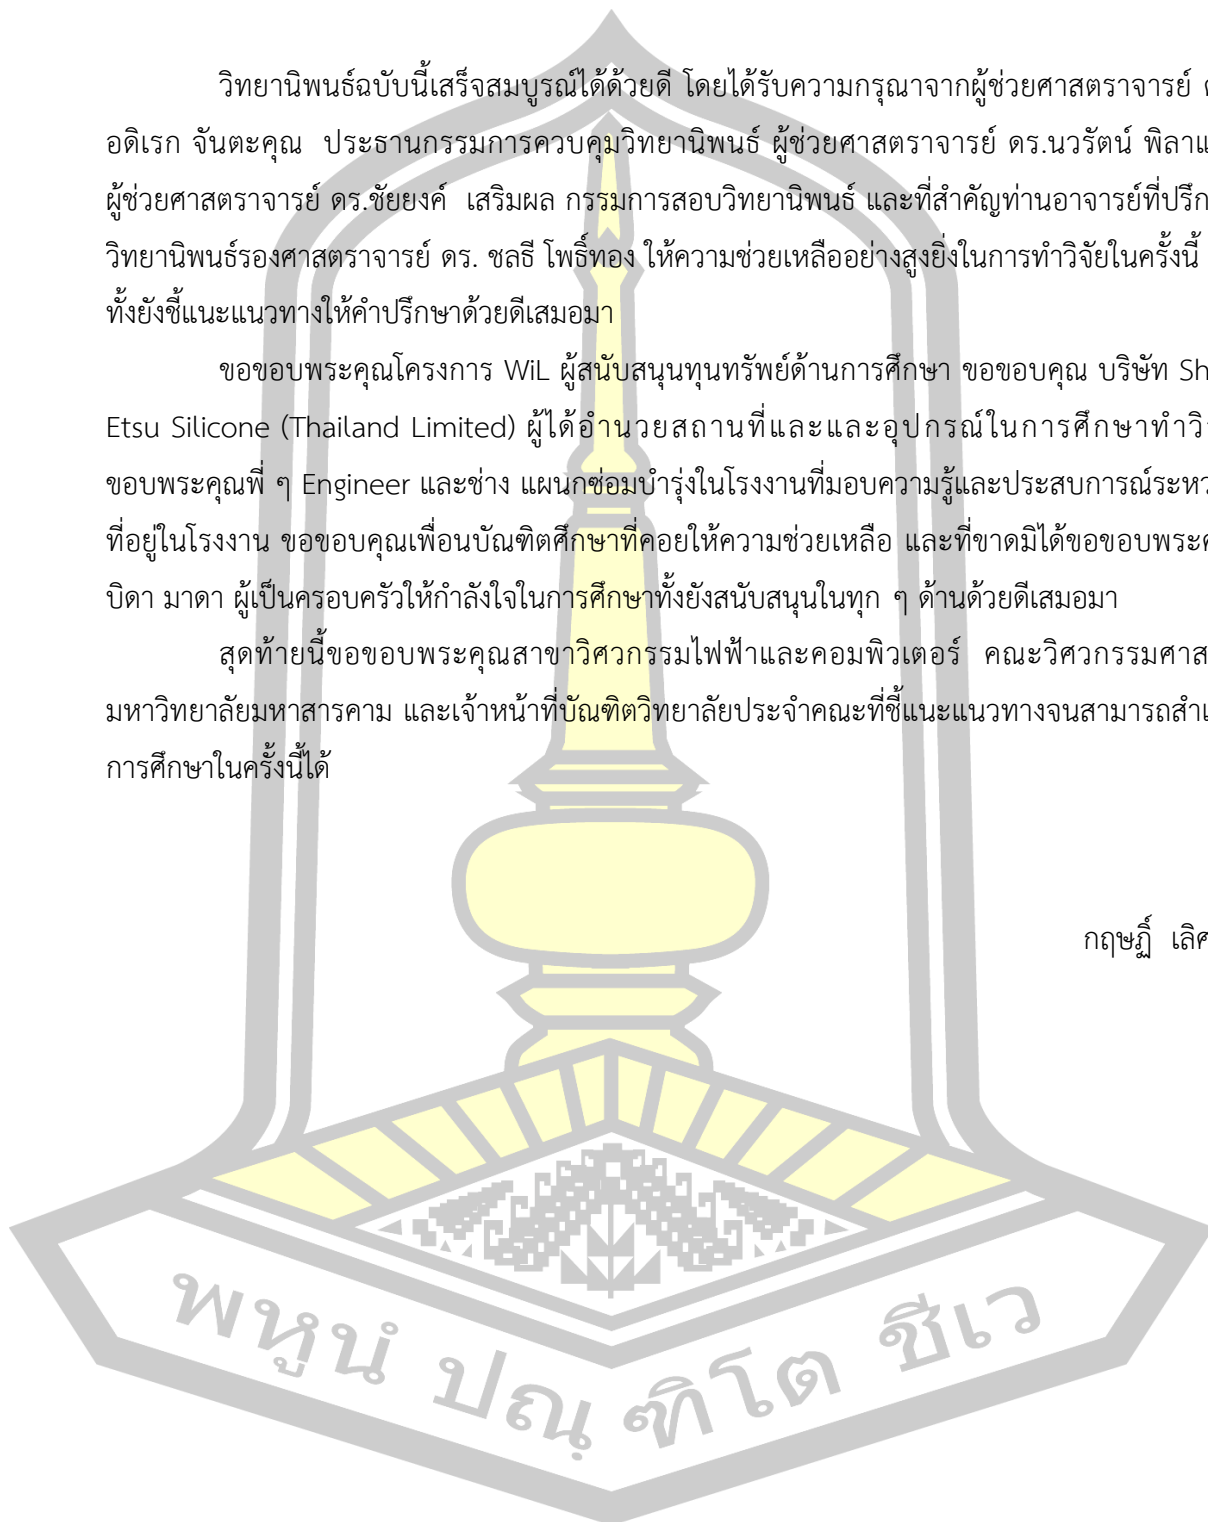 วิทยานิพนธ์ฉบับนี้เสร็จสมบูรณ์ได้ด้วยดี โดยได้รับความกรุณาจากผู้ช่วยศาสตราจารย์
อดิเรก จันตะคุณ ประธานกรรมการควบคุมวิทยานิพนธ์ ผู้ช่วยศาสตราจารย์ ดร.นวรัตน์
ผู้ช่วยศาสตราจารย์ ดร.ชัยยงค์ เสริมผล กรรมการสอบวิทยานิพนธ์ และที่สำคัญท่านอาจารย์
วิทยานิพนธ์รองศาสตราจารย์ ดร. ชลธี โพธิ์ทอง ให้ความช่วยเหลืออย่างสูงยิ่งในการทำวิจัยในครั้งนี้
ทั้งยังชี้แนะแนวทางให้คำปรึกษาด้วยดีเสมอมา
ขอขอบพระคุณโครงการ WiL ผู้สนับสนุนทุนทรัพย์ด้านการศึกษา ขอขอบคุณ บริษัท
Etsu Silicone (Thailand Limited) ผู้ได้อำนวยสถานที่และและอุปกรณ์ในการศึกษาทำ
ขอบพระคุณพี่ ๆ Engineer และช่าง แผนกซ่อมบำรุ่งในโรงงานที่มอบความรู้และประสบการณ์
ที่อยู่ในโรงงาน ขอขอบคุณเพื่อนบัณฑิตศึกษาที่คอยให้ความช่วยเหลือ และที่ขาดมิได้ขอขอบ
บิดา มาดา ผู้เป็นครอบครัวให้กำลังใจในการศึกษาทั้งยังสนับสนุนในทุก ๆ ด้านด้วยดีเสมอมา
สุดท้ายนี้ขอขอบพระคุณสาขาวิศวกรรมไฟฟ้าและคอมพิวเตอร์ คณะ
มหาวิทยาลัยมหาสารคาม และเจ้าหน้าที่บัณฑิตวิทยาลัยประจำคณะที่ชี้แนะแนวทางจนสามารถ
การศึกษาในครั้งนี้ได้
กฤษฏิ์
พหูนํ ปณฺฑิโต ชีเว